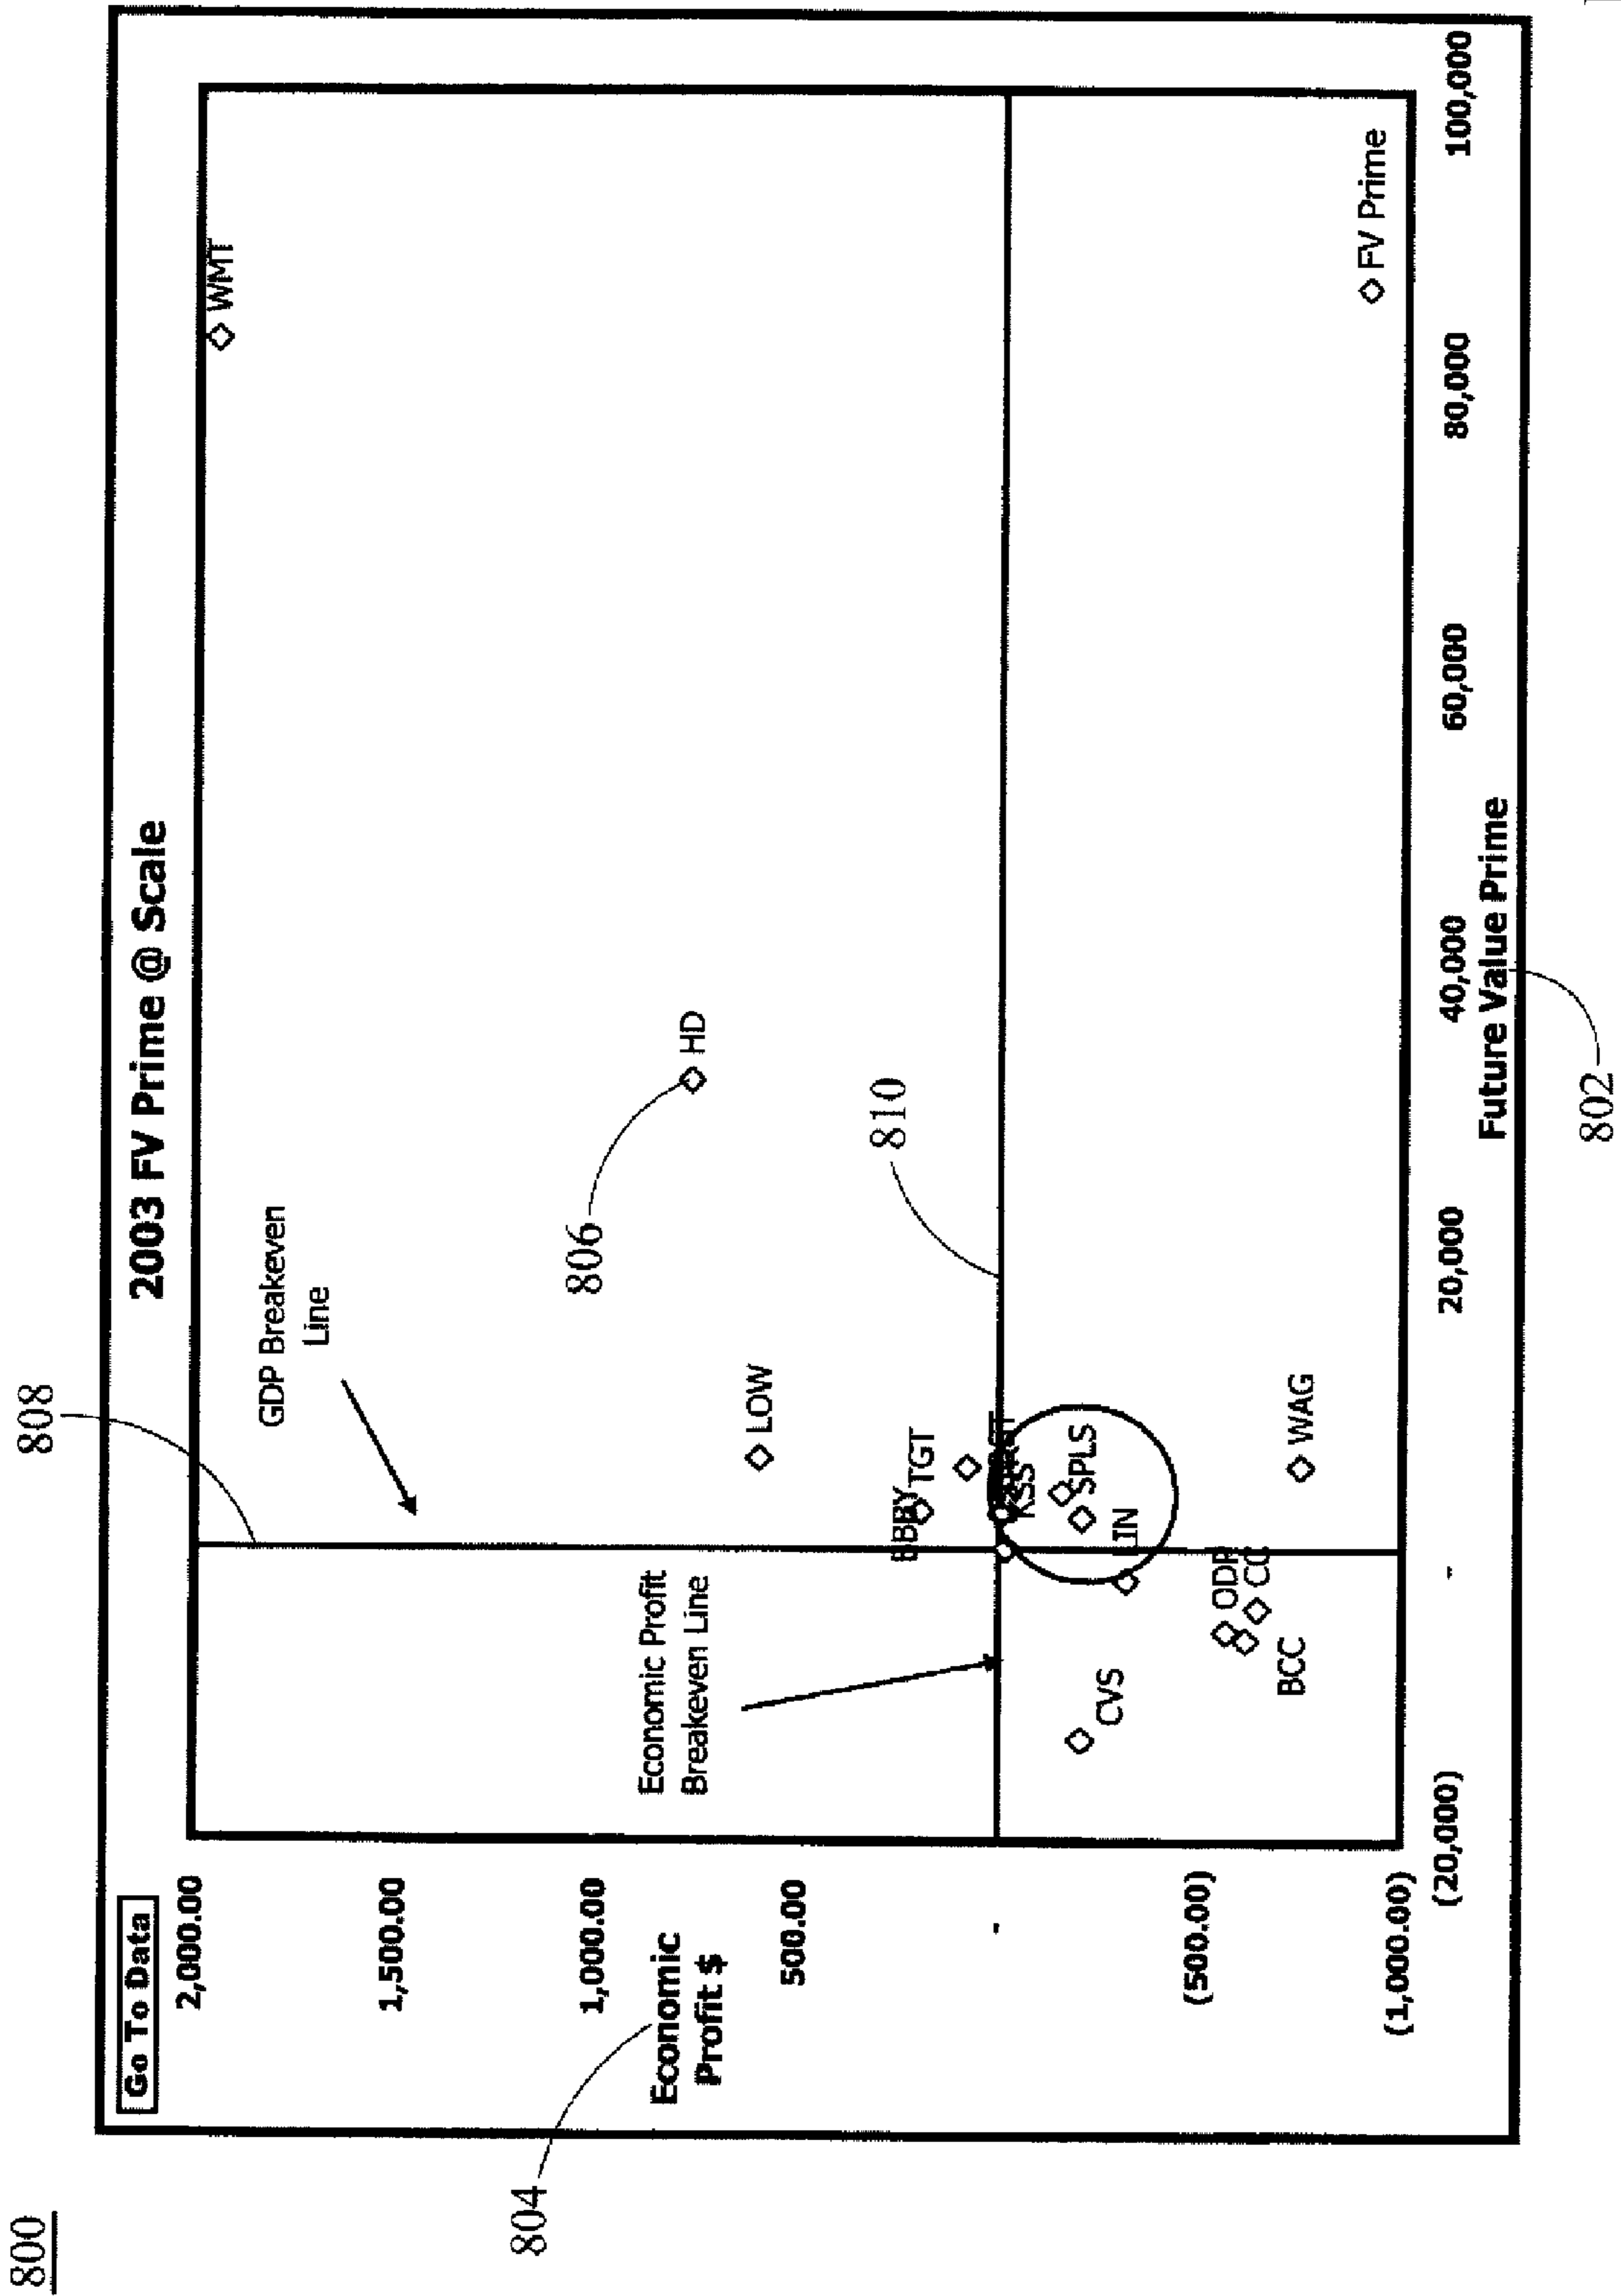 800
Go To Data
2003 FV Prime @ Scale
808
GDP Breakeven
Line
2,000.00
1,500.00
1,000.00
500.00
-
(500.00)
(1,000.00)
Economic
Profit $
804
WMT
HD
806
LOW
810
TGT
BBBY
KSS
SPLS
LIN
Economic Profit
Breakeven Line
CVS
ODP
CC
BCC
WAG
FV Prime
(20,000)
-
20,000
40,000
60,000
80,000
100,000
Future Value Prime
802